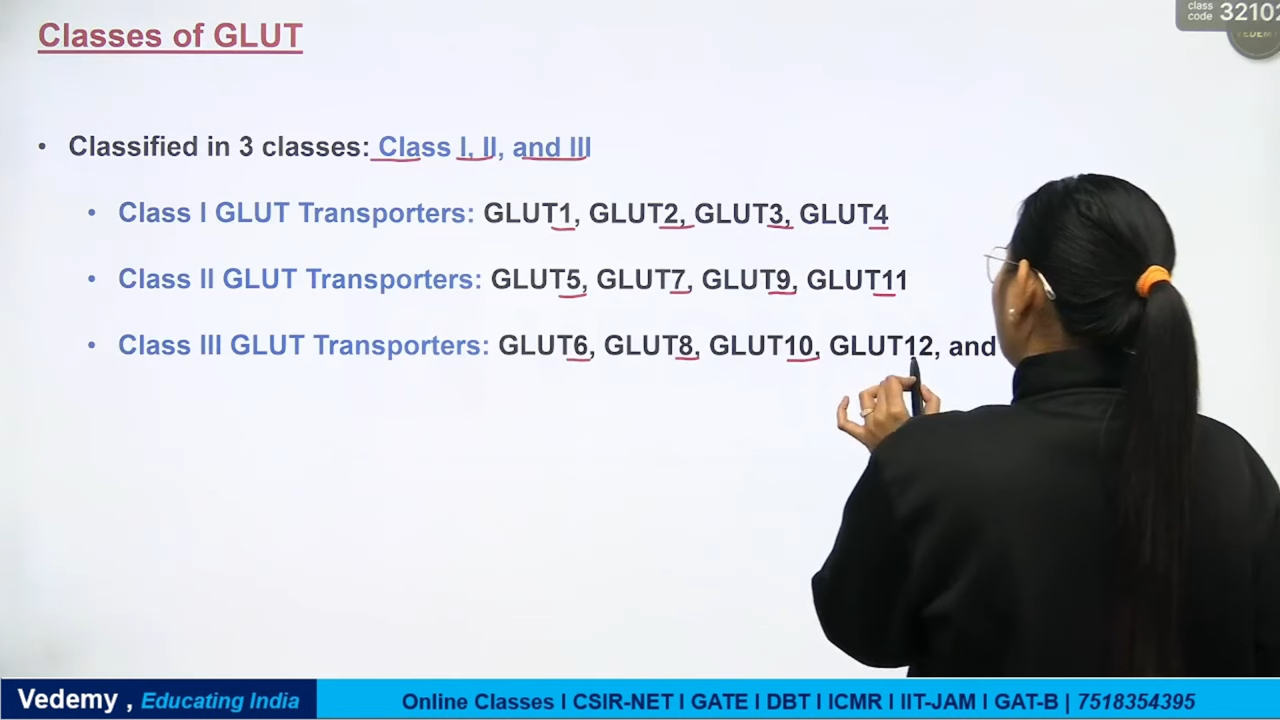 class
code 32102
VEDEMY
Classes of GLUT
• Classified in 3 classes: Class I, II, and III
• Class I GLUT Transporters: GLUT1, GLUT2, GLUT3, GLUT4
• Class II GLUT Transporters: GLUT5, GLUT7, GLUT9, GLUT11
• Class III GLUT Transporters: GLUT6, GLUT8, GLUT10, GLUT12, and
Vedemy , Educating India
Online Classes I CSIR-NET I GATE I DBT I ICMR I IIT-JAM I GAT-B | 7518354395